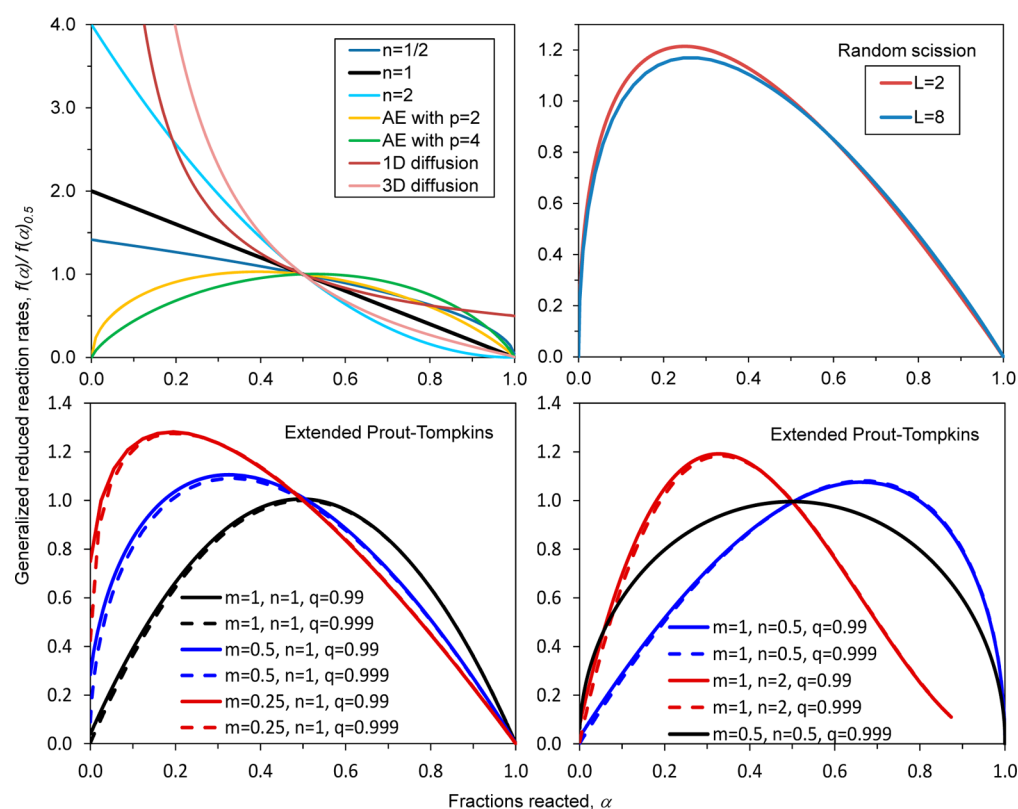 Generalized reduced reaction rates, f(α)/ f(α)0.5
4.0
3.0
2.0
1.0
0.0
0.0 0.2 0.4 0.6 0.8 1.0
n=1/2
n=1
n=2
AE with p=2
AE with p=4
1D diffusion
3D diffusion
1.2
1.0
0.8
0.6
0.4
0.2
0.0
0.0 0.2 0.4 0.6 0.8 1.0
Random scission
L=2
L=8
1.4
1.2
1.0
0.8
0.6
0.4
0.2
0.0
0.0 0.2 0.4 0.6 0.8 1.0
Extended Prout-Tompkins
m=1, n=1, q=0.99
m=1, n=1, q=0.999
m=0.5, n=1, q=0.99
m=0.5, n=1, q=0.999
m=0.25, n=1, q=0.99
m=0.25, n=1, q=0.999
1.4
1.2
1.0
0.8
0.6
0.4
0.2
0.0
0.0 0.2 0.4 0.6 0.8 1.0
Extended Prout-Tompkins
m=1, n=0.5, q=0.99
m=1, n=0.5, q=0.999
m=1, n=2, q=0.99
m=1, n=2, q=0.999
m=0.5, n=0.5, q=0.999
Fractions reacted, α